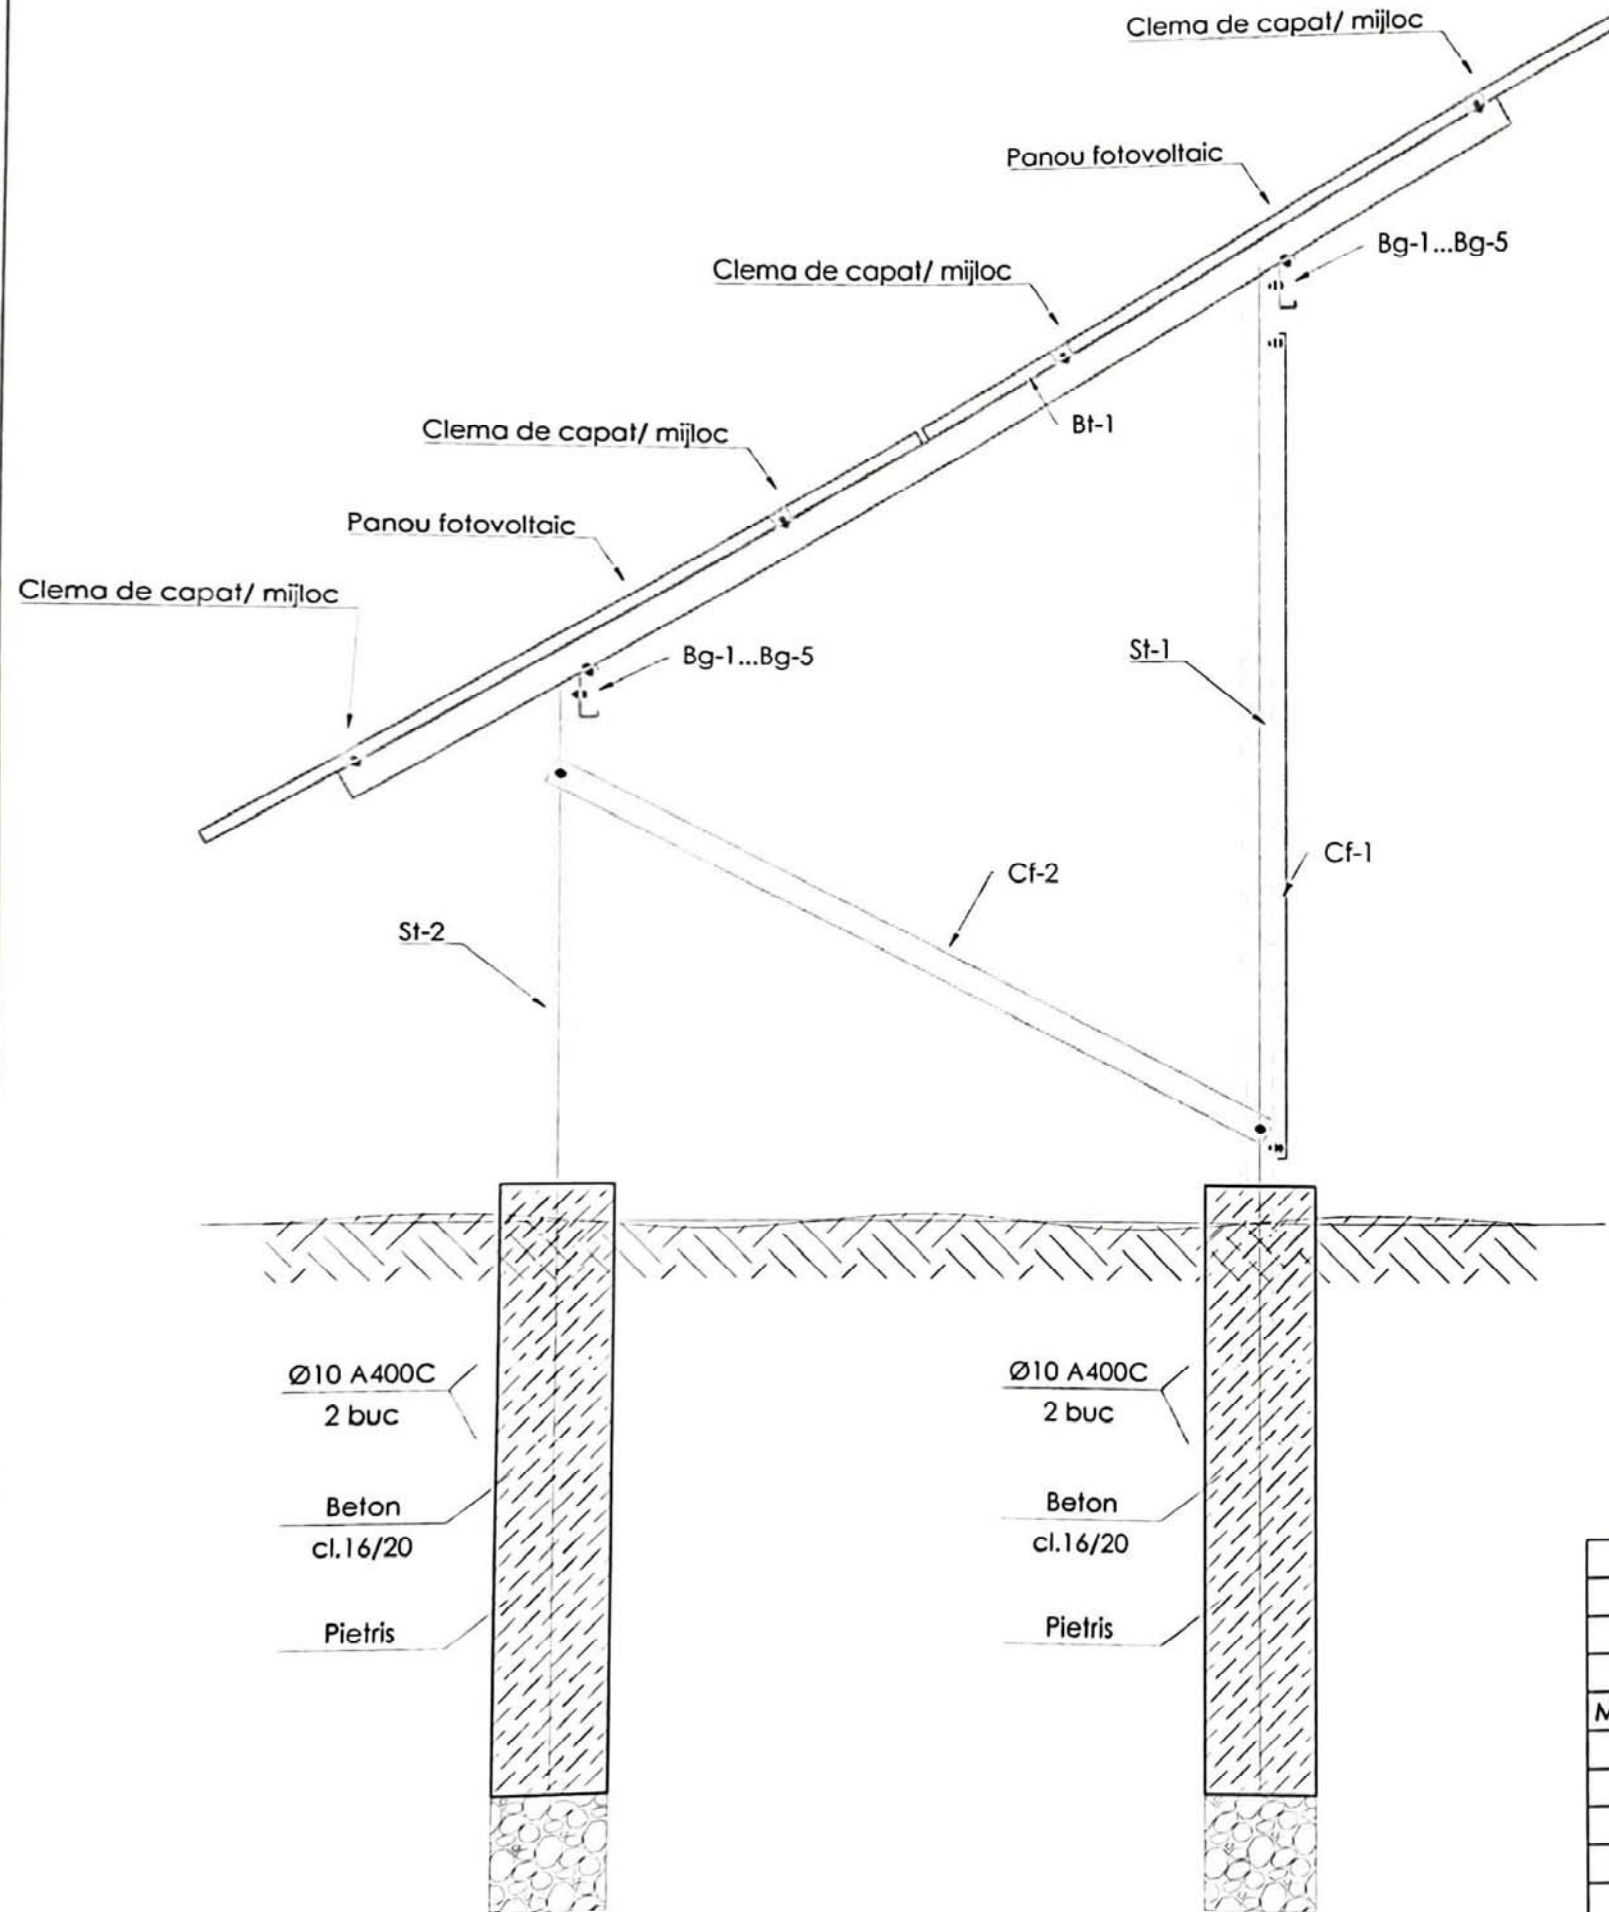 Clema de capat/ mijloc
Panou fotovoltaic
Bg-1...Bg-5
Clema de capat/ mijloc
Bt-1
Clema de capat/ mijloc
Panou fotovoltaic
Clema de capat/ mijloc
Bg-1...Bg-5
St-1
Cf-1
Cf-2
St-2
Ø10 A400C
2 buc
Beton
cl.16/20
Pietris
Ø10 A400C
2 buc
Beton
cl.16/20
Pietris
M